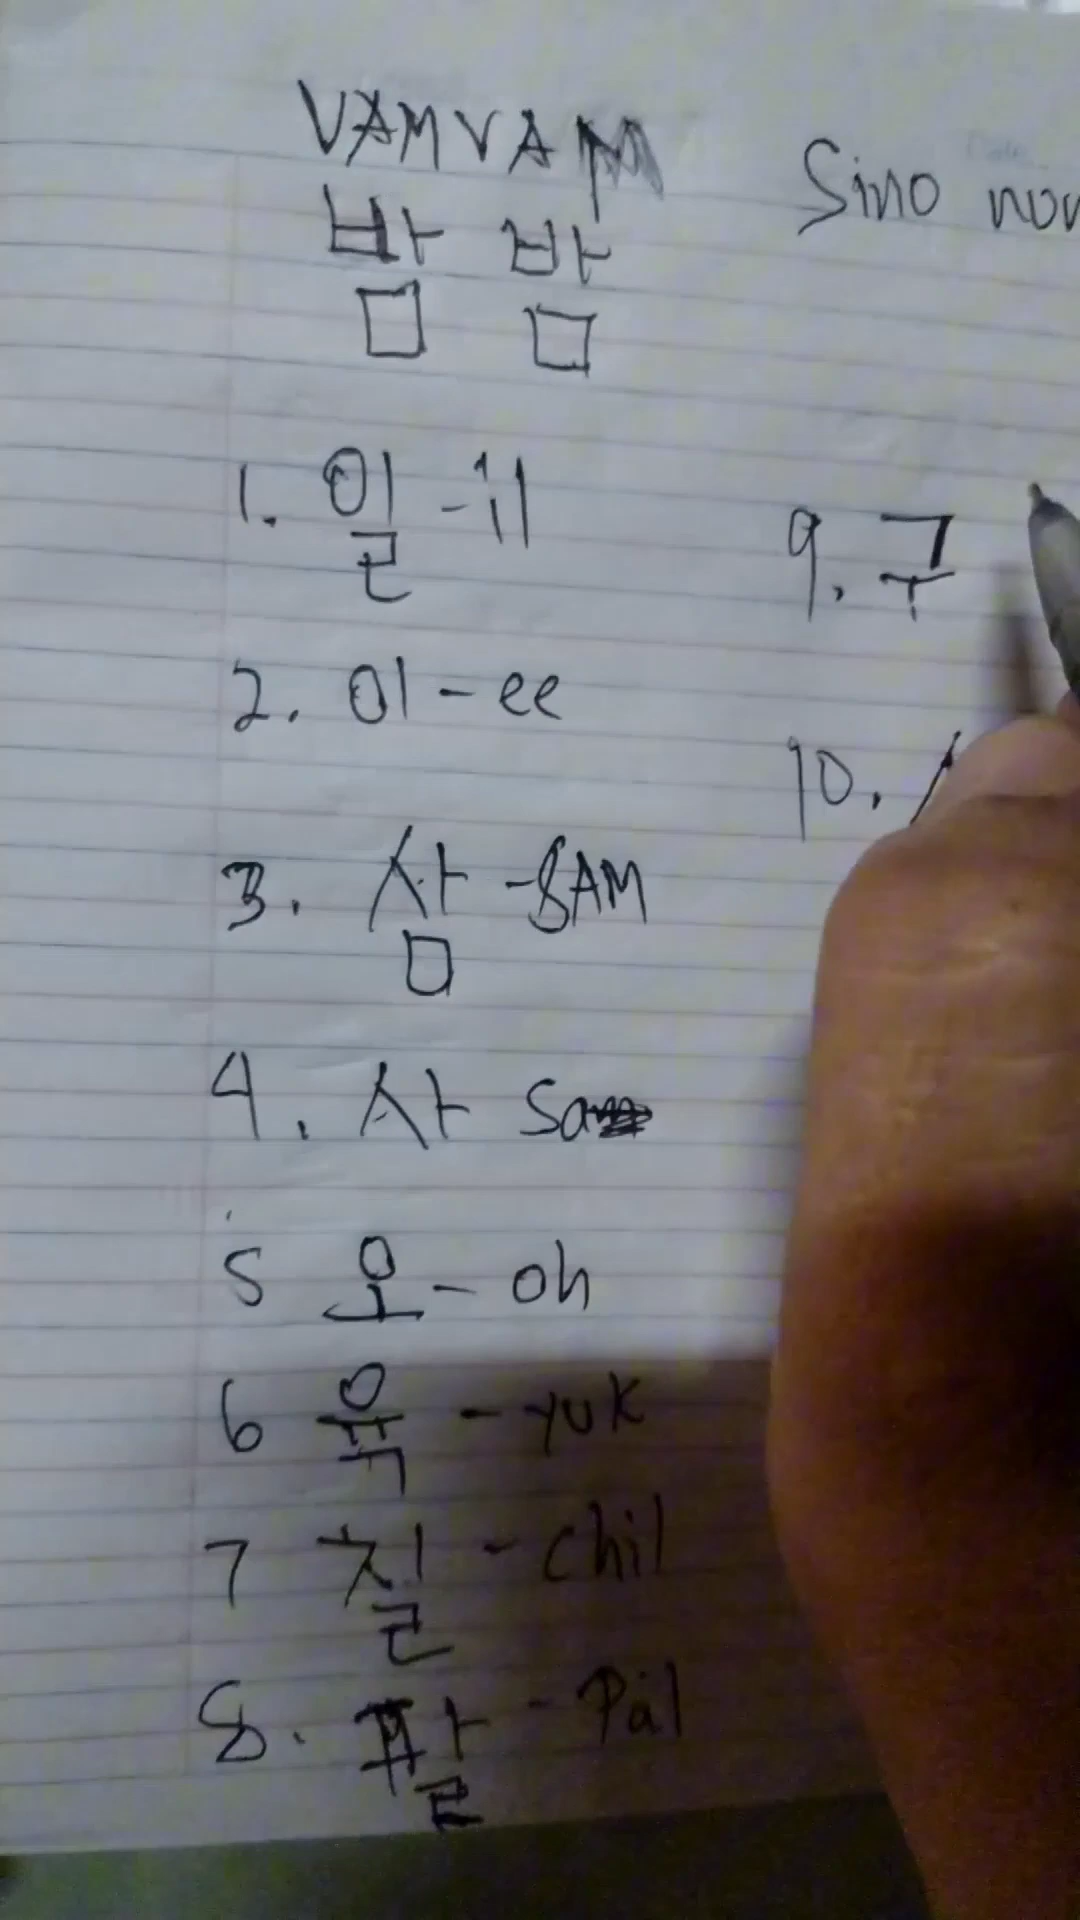 VAMVAM
밤 밤
1. 일 - il
2. 이 - ee
3. 삼 - SAM
4. 사 Sa
5 오 - oh
6 육 - yuk
7 칠 - chil
8. 팔 - Pal
Sino
9. 구
10.